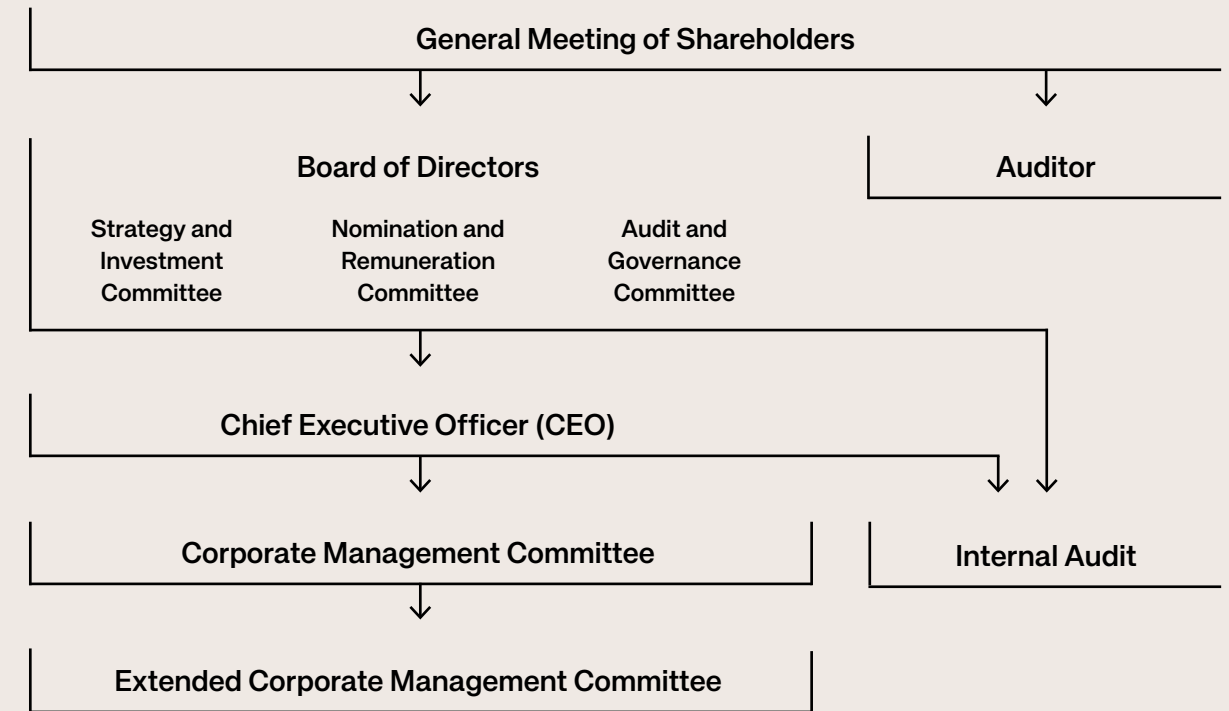 General Meeting of Shareholders
Board of Directors
Auditor
Strategy and
Investment
Committee
Nomination and
Remuneration
Committee
Audit and
Governance
Committee
Chief Executive Officer (CEO)
Corporate Management Committee
Internal Audit
Extended Corporate Management Committee